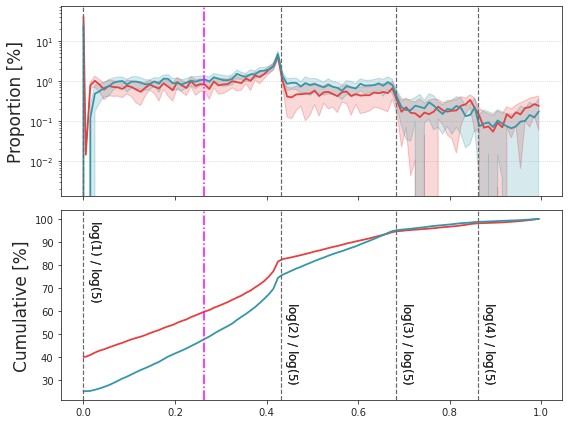 Proportion [%]
10¹
10⁰
10⁻¹
10⁻²
Cumulative [%]
100
90
80
70
60
50
40
30
log(1) / log(5)
log(2) / log(5)
log(3) / log(5)
log(4) / log(5)
0.0 0.2 0.4 0.6 0.8 1.0